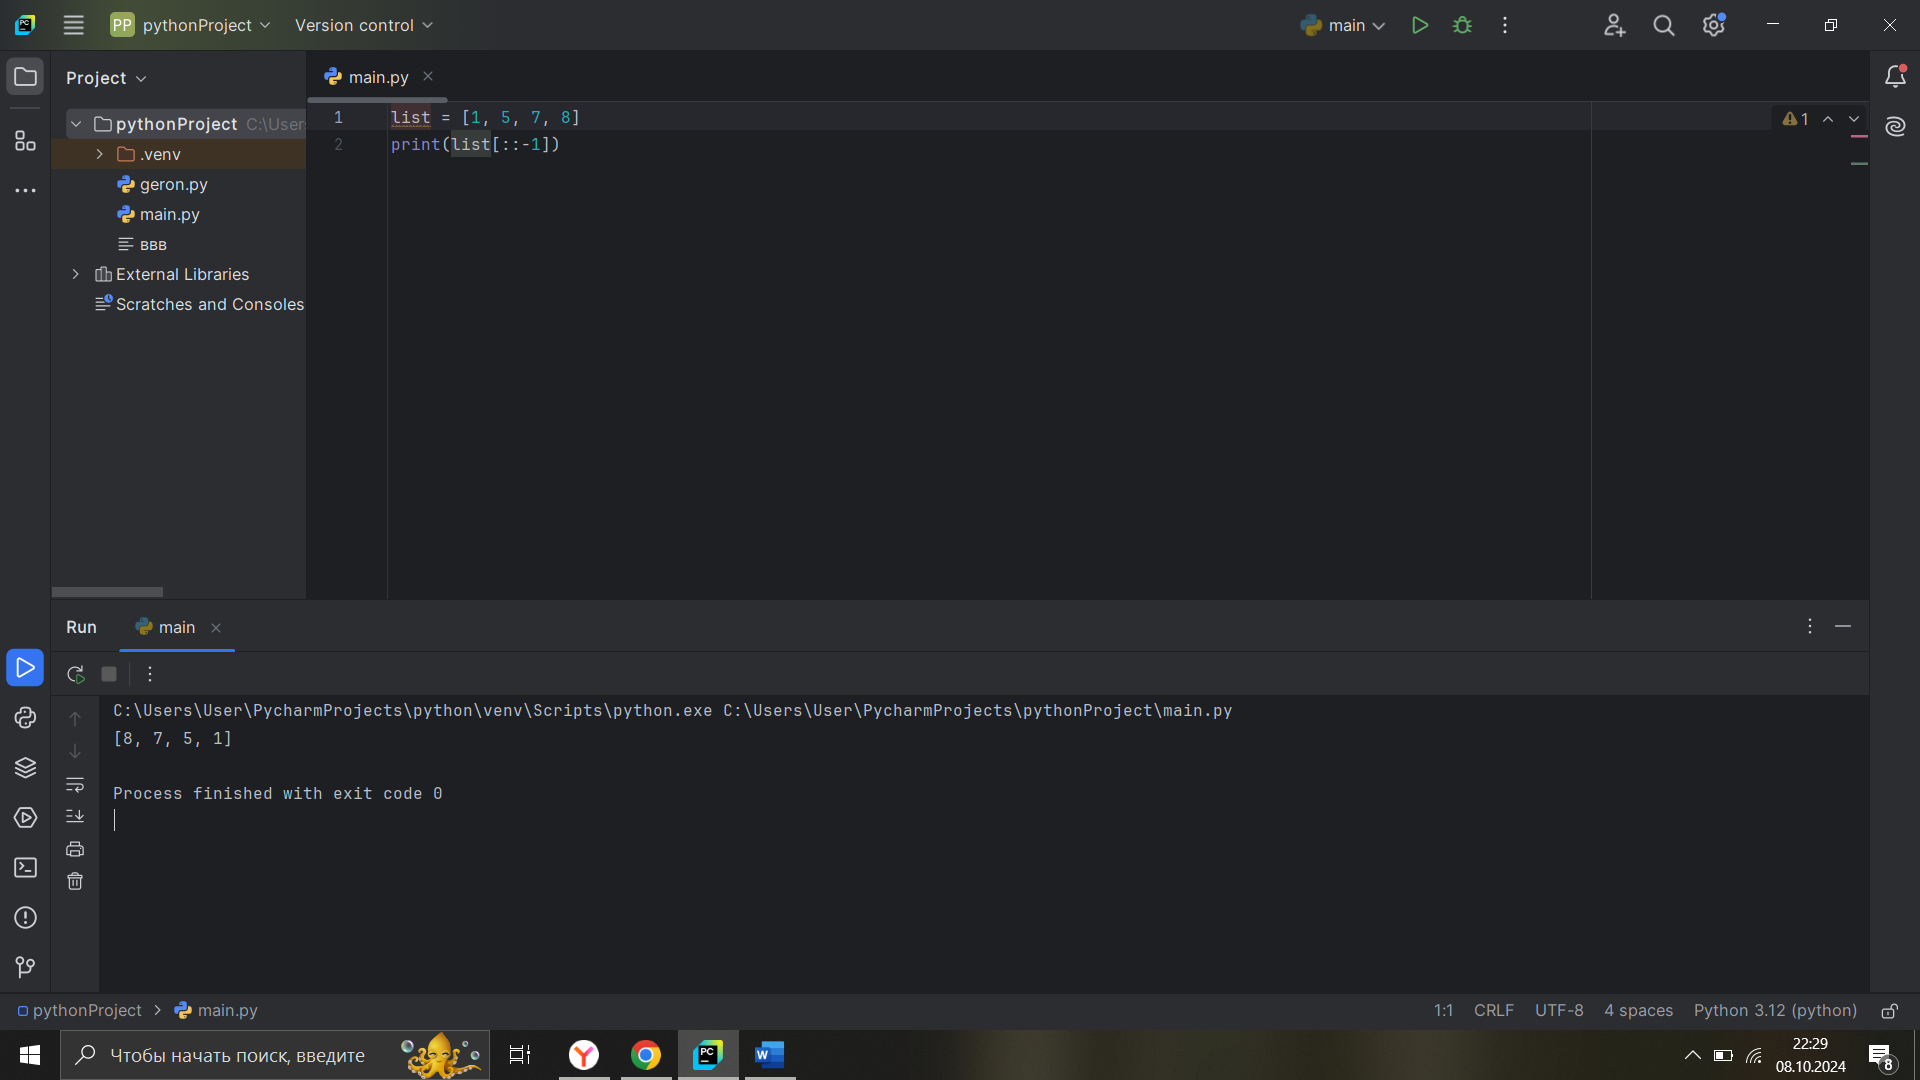 PC
PP pythonProject
Version control
main
Project
main.py
pythonProject C:\User
.venv
geron.py
main.py
ввв
External Libraries
Scratches and Consoles
1 list = [1, 5, 7, 8]
2 print(list[::-1])
1
Run
main
C:\Users\User\PycharmProjects\python\venv\Scripts\python.exe C:\Users\User\PycharmProjects\pythonProject\main.py
[8, 7, 5, 1]
Process finished with exit code 0
pythonProject > main.py
1:1 CRLF UTF-8 4 spaces Python 3.12 (python)
Чтобы начать поиск, введите
Y
PC
W
22:29
08.10.2024
8